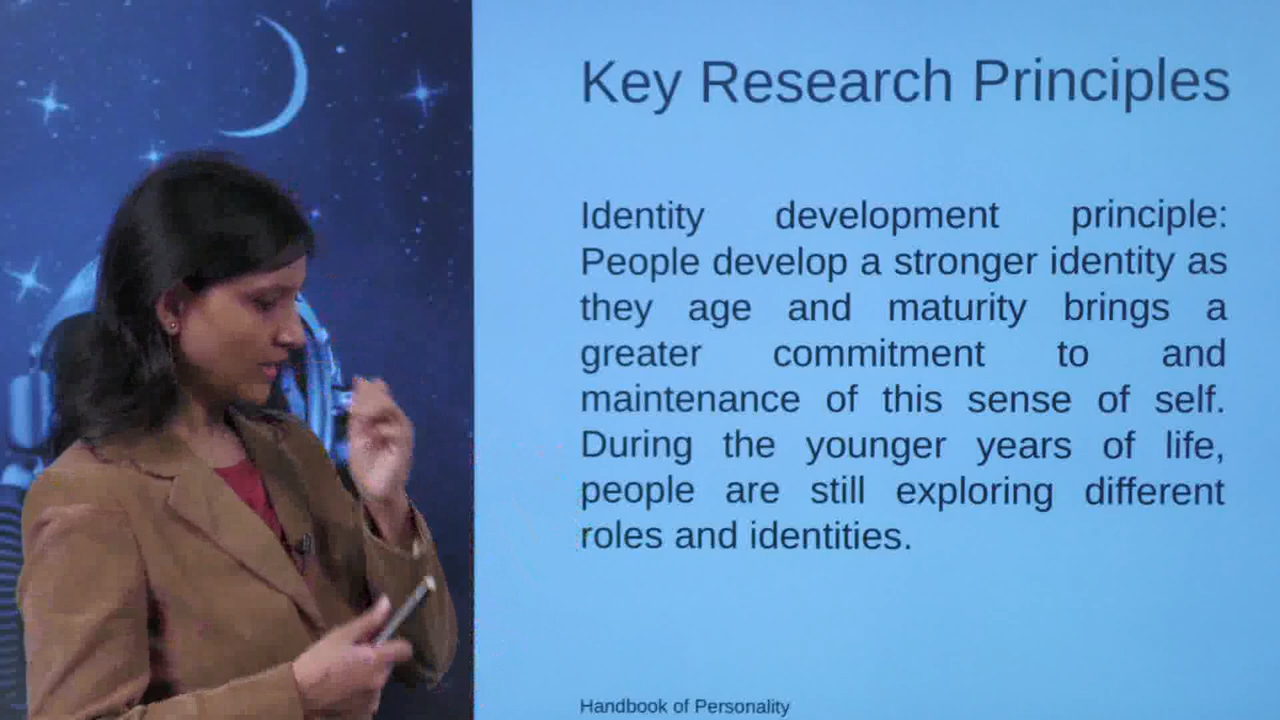 Key Research Principles
Identity development principle:
People develop a stronger identity as
they age and maturity brings a
greater commitment to and
maintenance of this sense of self.
During the younger years of life,
people are still exploring different
roles and identities.
Handbook of Personality